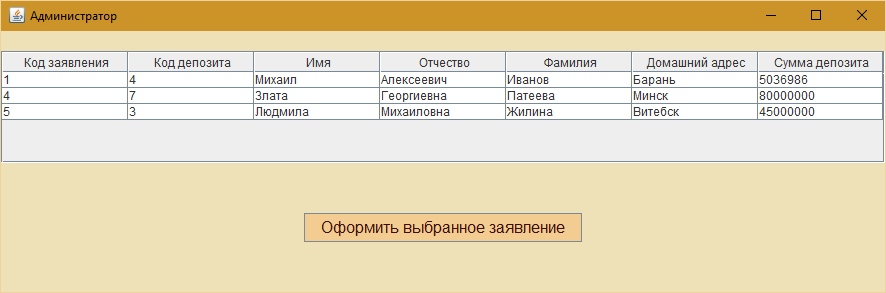 Администратор
Код заявления Код депозита Имя Отчество Фамилия Домашний адрес Сумма депозита
1 4 Михаил Алексеевич Иванов Барань 5036986
4 7 Злата Георгиевна Патеева Минск 80000000
5 3 Людмила Михаиловна Жилина Витебск 45000000
Оформить выбранное заявление